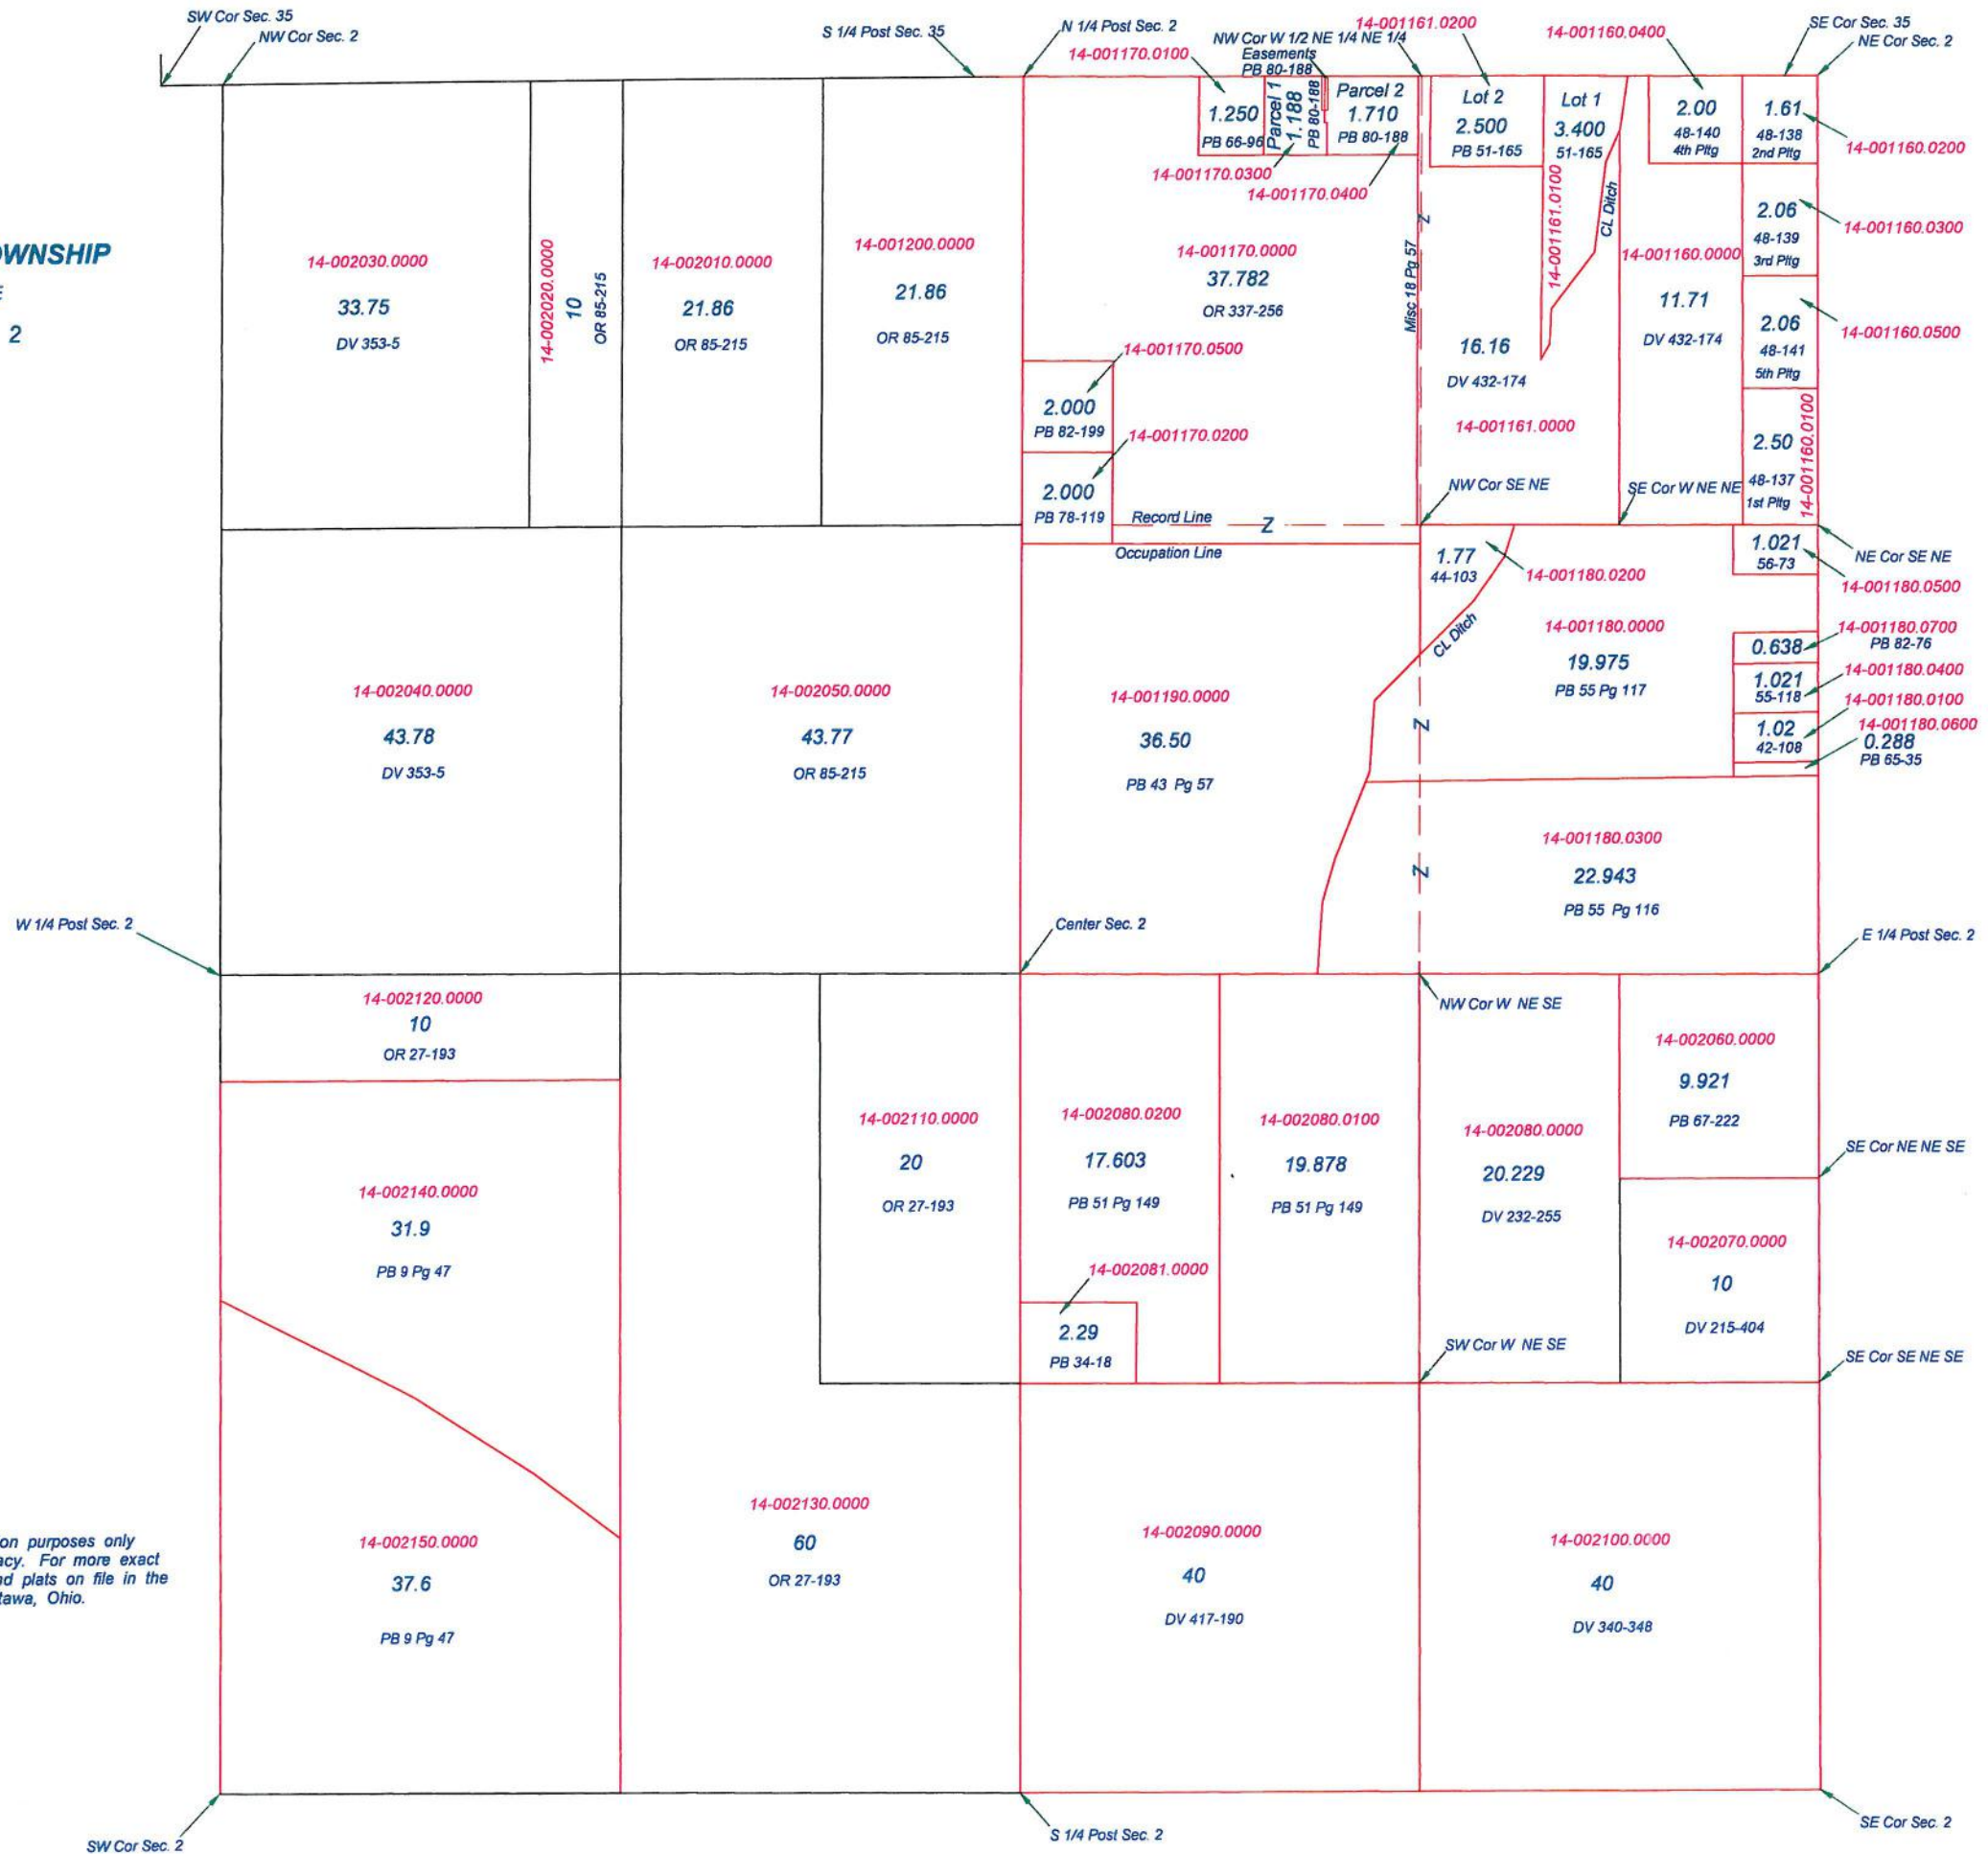 SW Cor Sec. 35
NW Cor Sec. 2
S 1/4 Post Sec. 35
N 1/4 Post Sec. 2
14-001170.0100
NW Cor W 1/2 NE 1/4 NE 1/4
Easements
PB 80-188
14-001161.0200
14-001160.0400
SE Cor Sec. 35
NE Cor Sec. 2
1.250
PB 66-96
Parcel 1
1.188
PB 80-188
Parcel 2
1.710
PB 80-188
Lot 2
2.500
PB 51-165
Lot 1
3.400
51-165
2.00
48-140
4th Pltg
1.61
48-138
2nd Pltg
14-001160.0200
14-001170.0300
14-001170.0400
14-001161.0100
CL Ditch
2.06
48-139
3rd Pltg
14-001160.0300
2
14-002030.0000
33.75
DV 353-5
14-002020.0000
10
OR 85-215
14-002010.0000
21.86
OR 85-215
14-001200.0000
21.86
OR 85-215
14-001170.0000
37.782
OR 337-256
Misc 18 Pg 57
Z
14-001160.0000
11.71
DV 432-174
2.06
48-141
5th Pltg
14-001160.0500
16.16
DV 432-174
14-001161.0000
14-001170.0500
2.000
PB 82-199
14-001170.0200
2.000
PB 78-119
2.50
48-137
1st Pltg
14-001160.0100
NW Cor SE NE
SE Cor W NE NE
Record Line
Z
Occupation Line
1.77
44-103
14-001180.0200
CL Ditch
1.021
56-73
NE Cor SE NE
14-001180.0500
14-001180.0000
19.975
PB 55 Pg 117
0.638
14-001180.0700
PB 82-76
1.021
55-118
14-001180.0400
1.02
42-108
14-001180.0100
14-001180.0600
0.288
PB 65-35
14-002040.0000
43.78
DV 353-5
14-002050.0000
43.77
OR 85-215
14-001190.0000
36.50
PB 43 Pg 57
Z
Z
14-001180.0300
22.943
PB 55 Pg 116
W 1/4 Post Sec. 2
Center Sec. 2
E 1/4 Post Sec. 2
14-002120.0000
10
OR 27-193
NW Cor W NE SE
14-002060.0000
9.921
PB 67-222
14-002140.0000
31.9
PB 9 Pg 47
14-002110.0000
20
OR 27-193
14-002080.0200
17.603
PB 51 Pg 149
14-002080.0100
19.878
PB 51 Pg 149
14-002080.0000
20.229
DV 232-255
SE Cor NE NE SE
14-002070.0000
10
DV 215-404
14-002081.0000
2.29
PB 34-18
SW Cor W NE SE
SE Cor SE NE SE
14-002150.0000
37.6
PB 9 Pg 47
14-002130.0000
60
OR 27-193
14-002090.0000
40
DV 417-190
14-002100.0000
40
DV 340-348
purposes only
For more exact
plats on file in the
Ohio.
SW Cor Sec. 2
S 1/4 Post Sec. 2
SE Cor Sec. 2